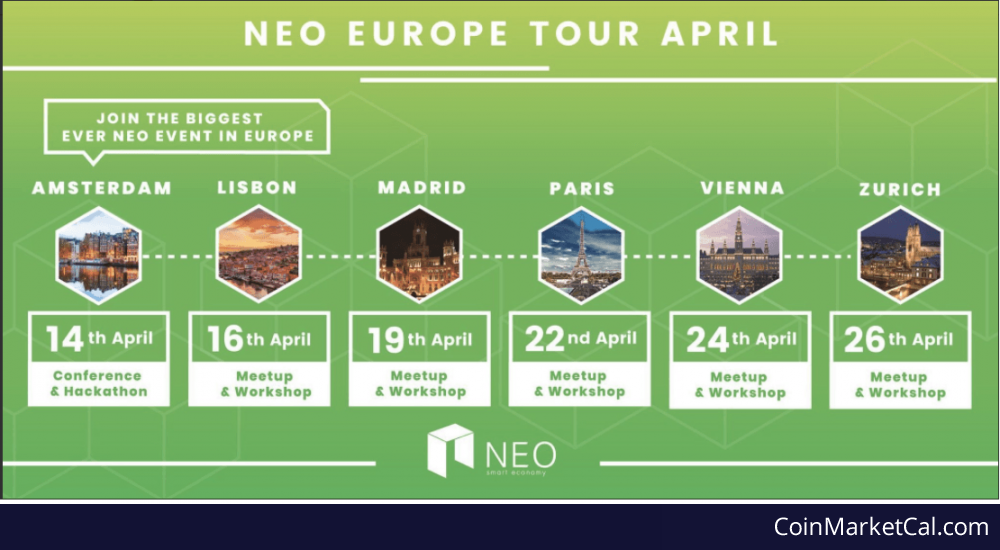 NEO EUROPE TOUR APRIL
JOIN THE BIGGEST
EVER NEO EVENT IN EUROPE
AMSTERDAM
LISBON
MADRID
PARIS
VIENNA
ZURICH
14th April
Conference
& Hackathon
16th April
Meetup
& Workshop
19th April
Meetup
& Workshop
22nd April
Meetup
& Workshop
24th April
Meetup
& Workshop
26th April
Meetup
& Workshop
NEO
smart economy
CoinMarketCal.com